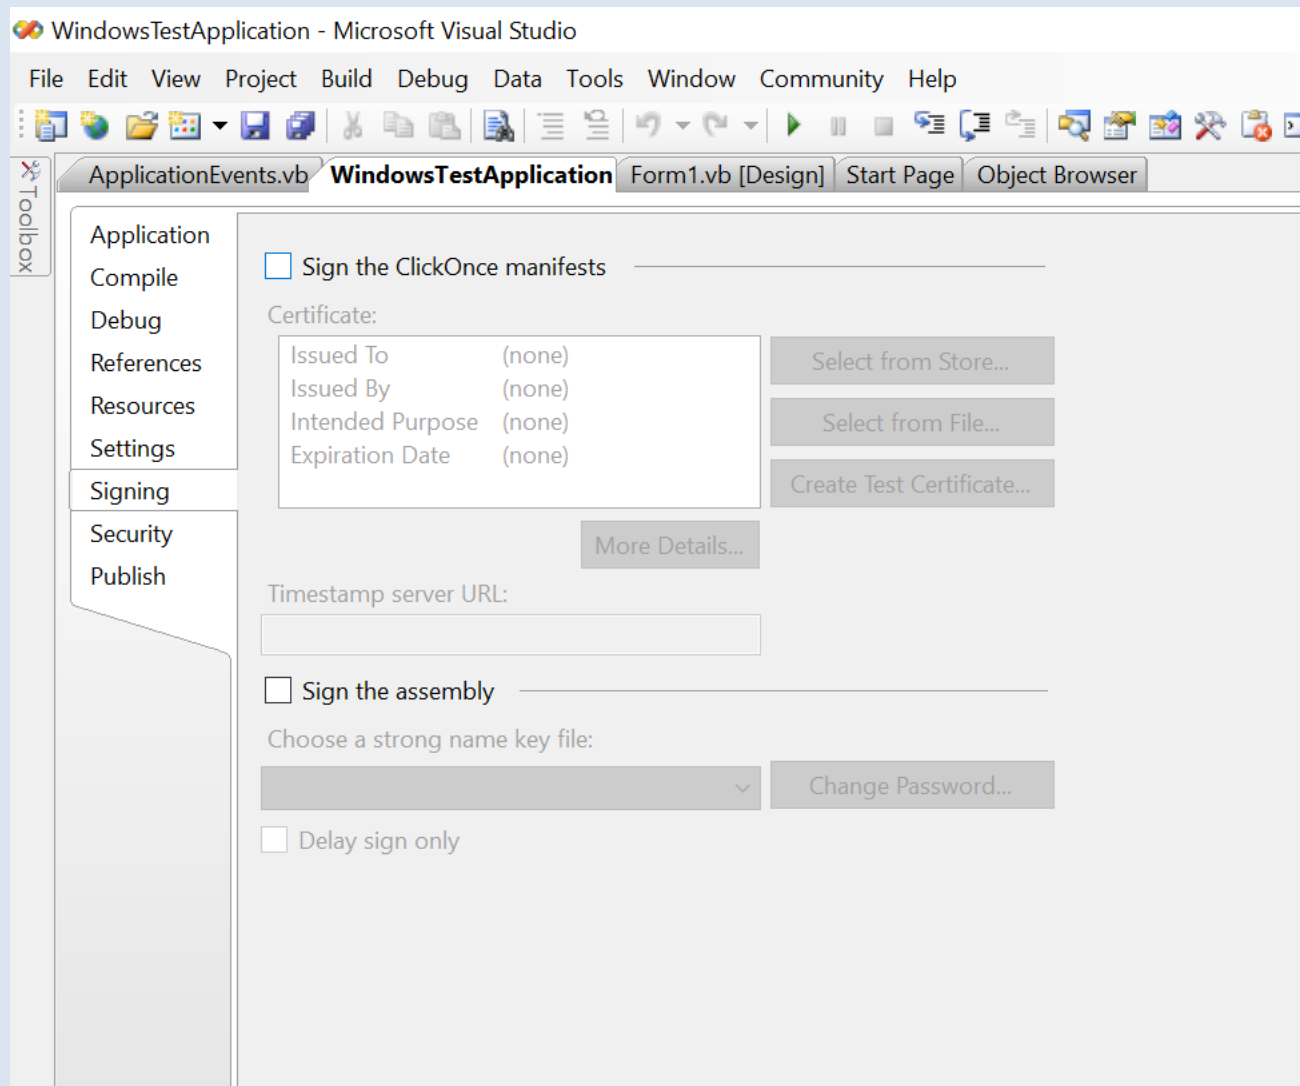 WindowsTestApplication - Microsoft Visual Studio
File Edit View Project Build Debug Data Tools Window Community Help
Toolbox
ApplicationEvents.vb WindowsTestApplication Form1.vb [Design] Start Page Object Browser
Application
Compile
Debug
References
Resources
Settings
Signing
Security
Publish
Sign the ClickOnce manifests
Certificate:
Issued To (none)
Issued By (none)
Intended Purpose (none)
Expiration Date (none)
Select from Store...
Select from File...
Create Test Certificate...
More Details...
Timestamp server URL:
Sign the assembly
Choose a strong name key file:
Change Password...
Delay sign only